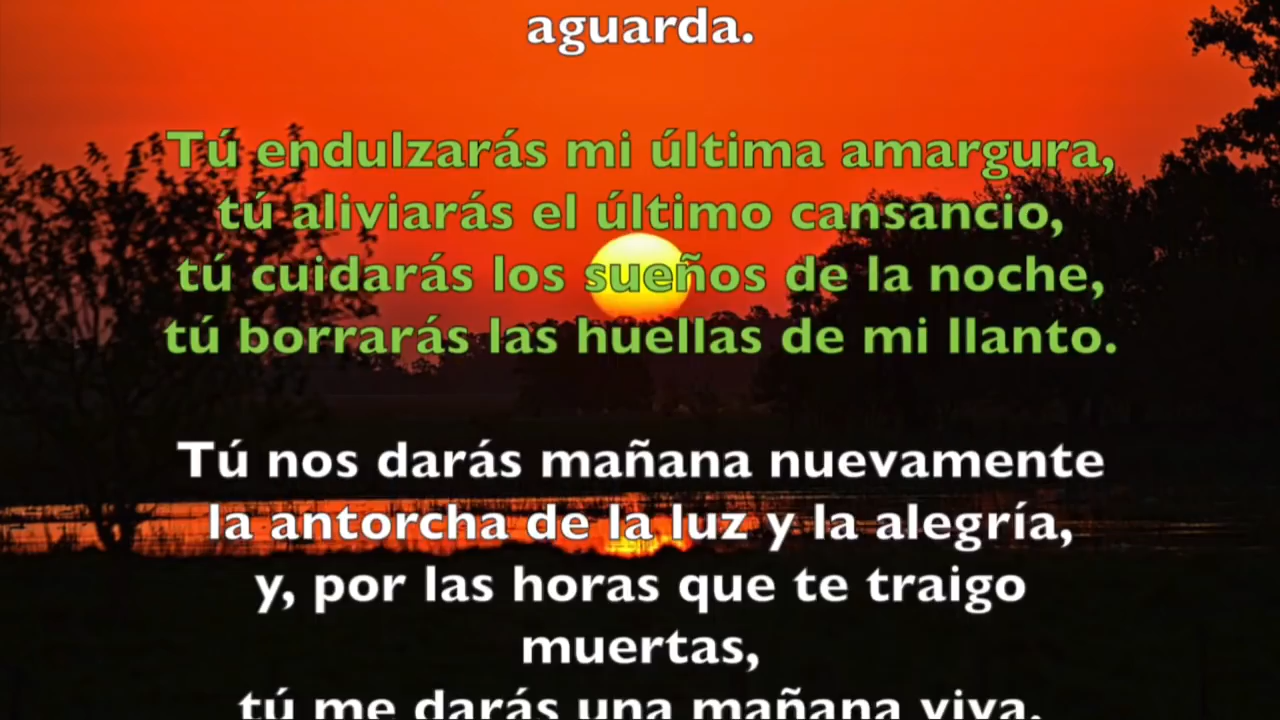 aguarda.
Tú endulzarás mi última amargura,
tú aliviarás el último cansancio,
tú cuidarás los sueños de la noche,
tú borrarás las huellas de mi llanto.
Tú nos darás mañana nuevamente
la antorcha de la luz y la alegría,
y, por las horas que te traigo
muertas,
tú me darás una mañana viva.